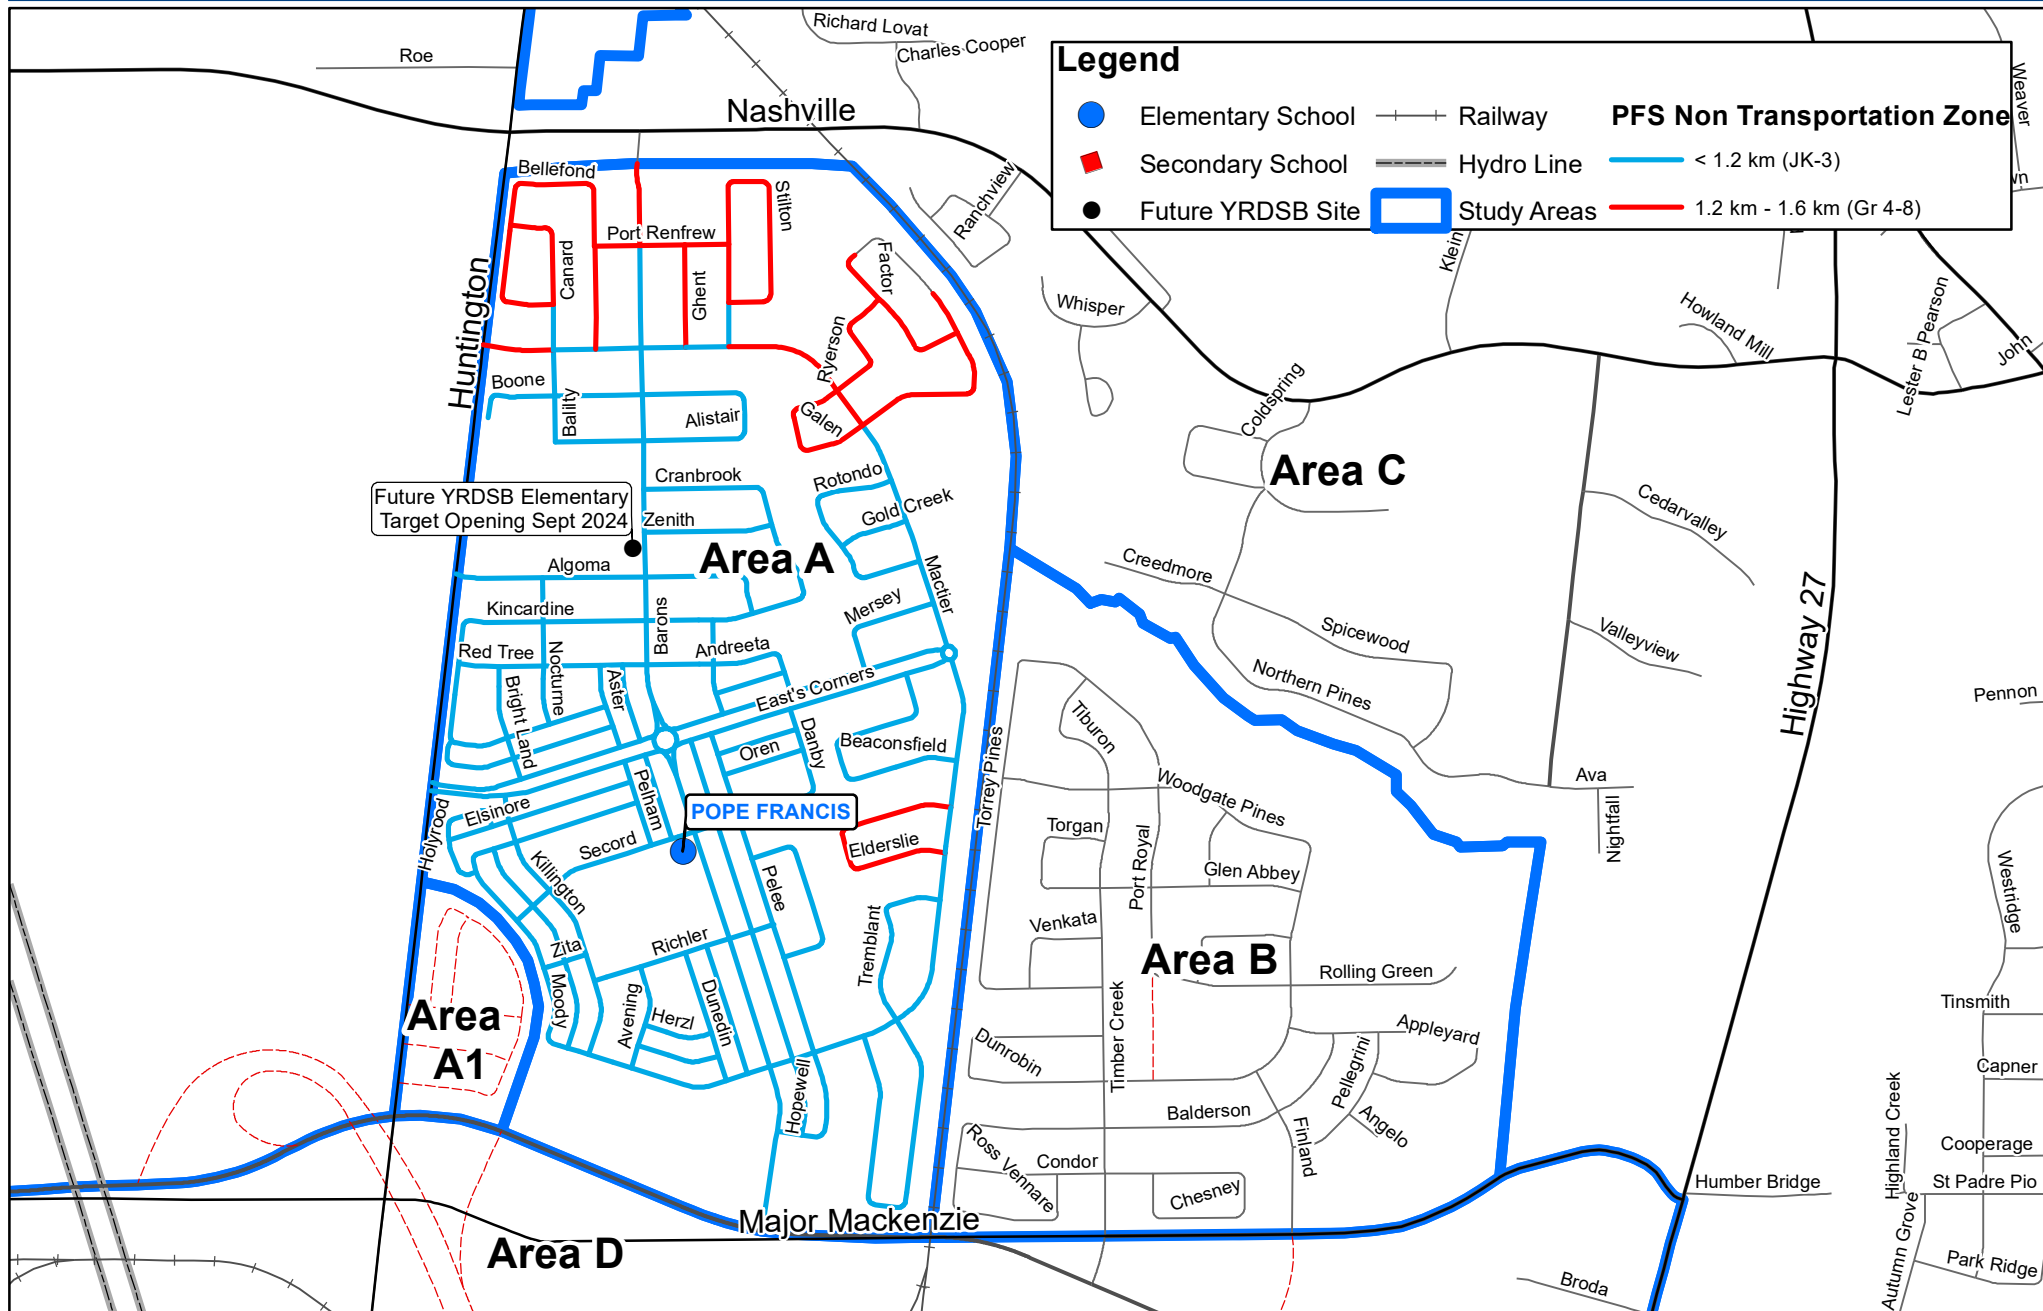 Richard Lovat
Charles Cooper
Roe
Nashville
Weaver
Legend
Elementary School
Railway
PFS Non Transportation Zone
Secondary School
Hydro Line
< 1.2 km (JK-3)
Future YRDSB Site
Study Areas
1.2 km - 1.6 km (Gr 4-8)
Bellefond
Stilton
Ranchview
Port Renfrew
Canard
Ghent
Factor
Klein
Huntington
Whisper
Howland Mill
Lester B Pearson
John
Ryerson
Boone
Balilty
Alistair
Galen
Coldspring
Area C
Cranbrook
Rotondo
Gold Creek
Future YRDSB Elementary
Target Opening Sept 2024
Zenith
Cedarvalley
Area A
Algoma
Creedmore
Mactier
Kincardine
Mersey
Barons
Highway 27
Spicewood
Valleyview
Red Tree
Nocturne
Andreeta
Aster
Bright Land
East's Corners
Northern Pines
Pennon
Tiburon
Danby
Oren
Beaconsfield
Torrey Pines
Ava
Woodgate Pines
Pelham
Elsinore
POPE FRANCIS
Holyrood
Secord
Elderslie
Torgan
Port Royal
Nightfall
Glen Abbey
Killington
Pelee
Westridge
Venkata
Zita
Richler
Tremblant
Area B
Rolling Green
Moody
Avening
Herzl
Dunedin
Area
A1
Timber Creek
Dunrobin
Appleyard
Tinsmith
Pellegrini
Capner
Hopewell
Balderson
Angelo
Finland
Highland Creek
Cooperage
Ross Vennare
Condor
Chesney
Humber Bridge
St Padre Pio
Major Mackenzie
Area D
Autumn Grove
Park Ridge
Broda